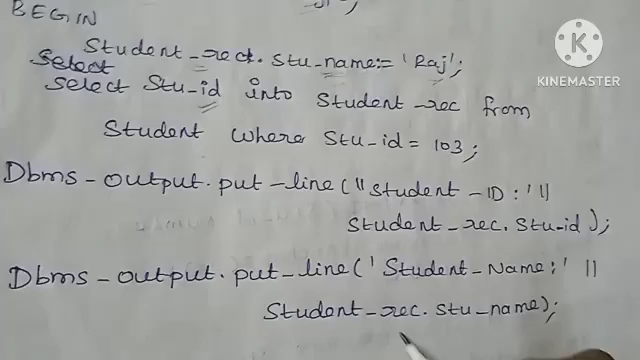 BEGIN
Student_rect. Stu_name:= 'Raj';
Select
Select Stu_id into Student_rec from
Student where Stu_id = 103;
Dbms_output.put_line("Student_ID:'||
Student_rec.Stu_id);
Dbms_output.put_line('Student_Name:' ||
Student_rec. Stu_name);
KINEMASTER